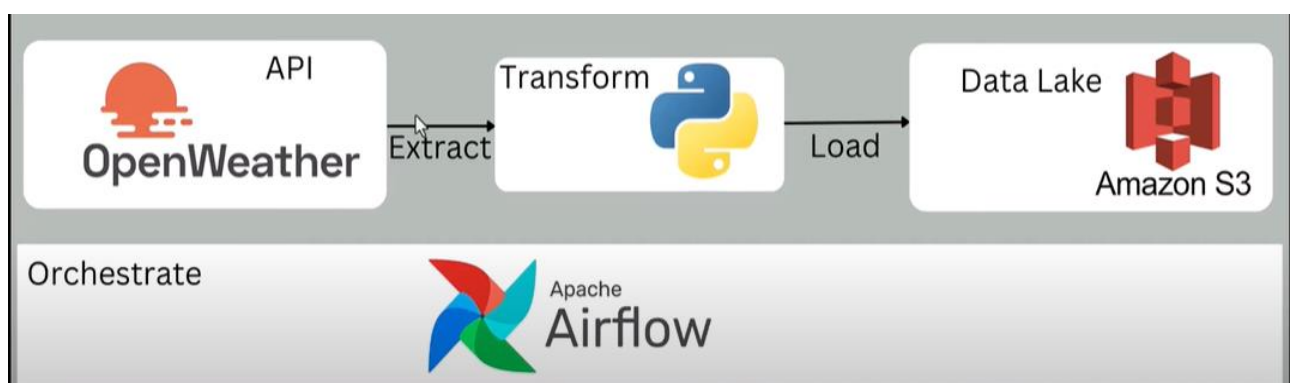 API
OpenWeather
Extract
Transform
Load
Data Lake
Amazon S3
Orchestrate
Apache
Airflow